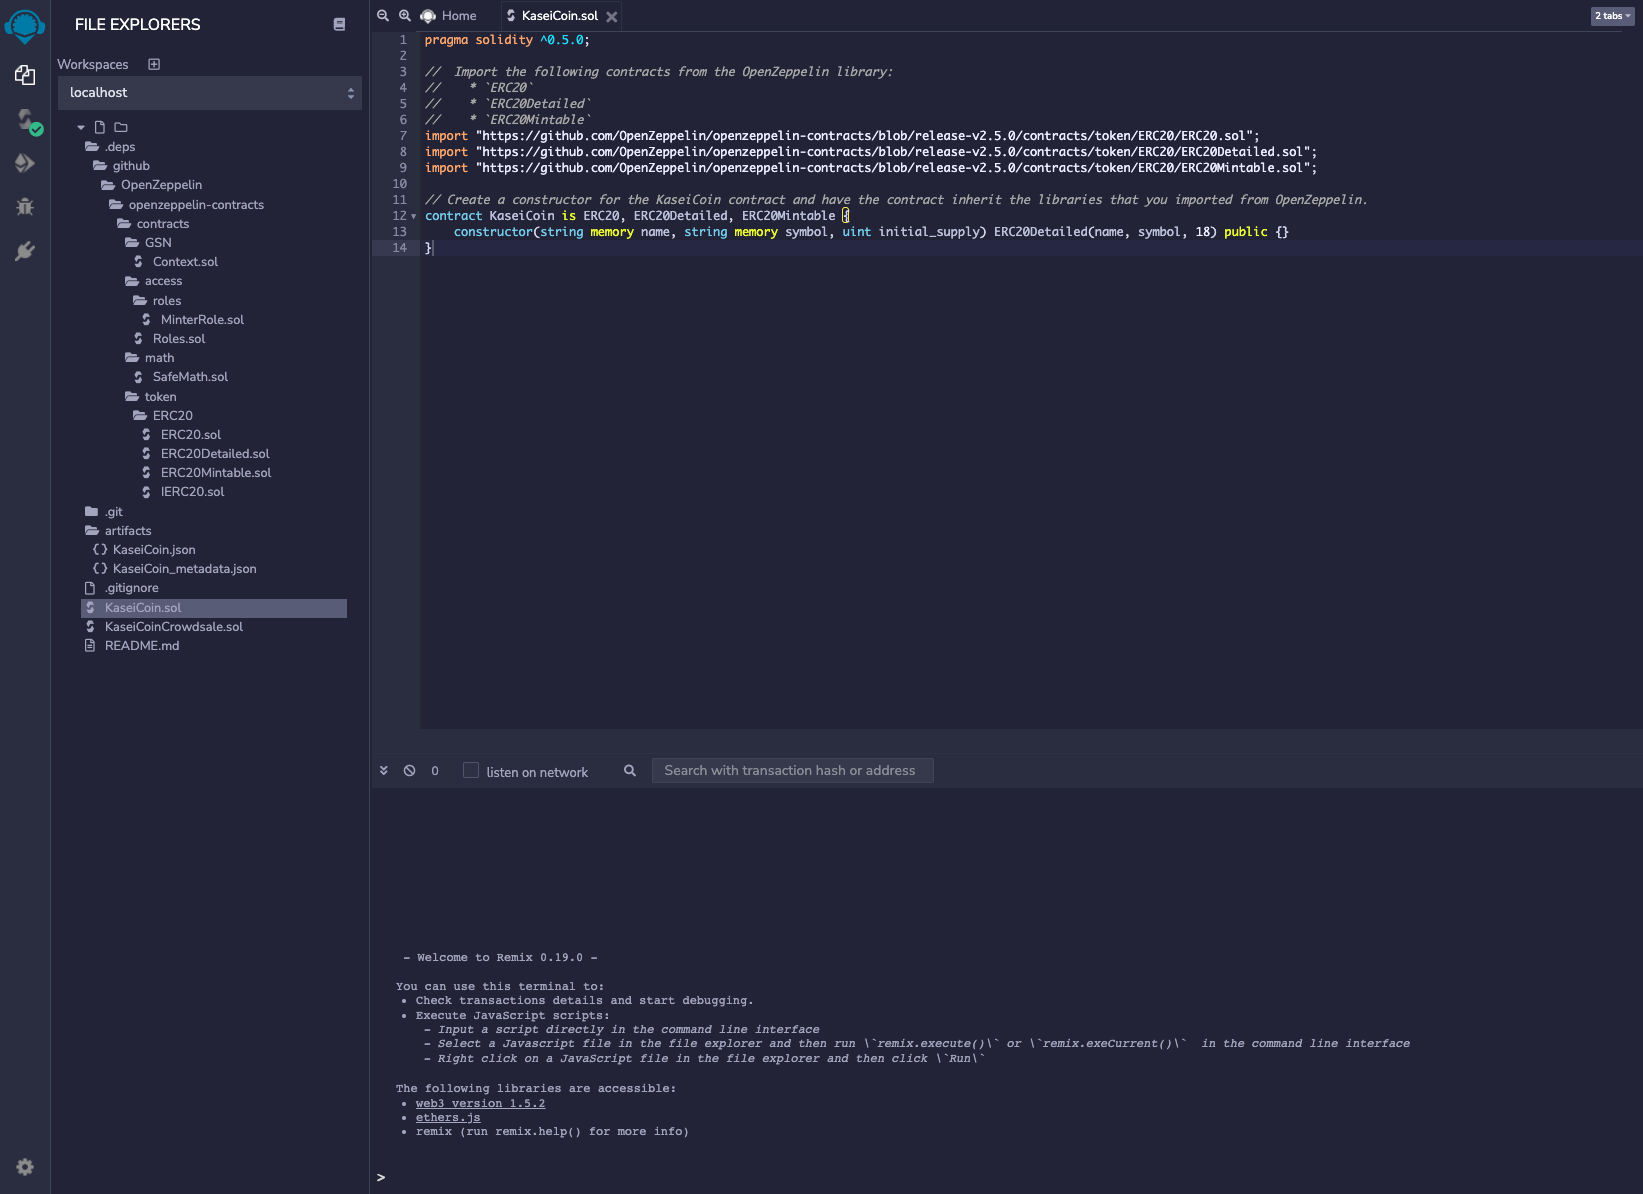 FILE EXPLORERS
Workspaces
localhost
.deps
github
OpenZeppelin
openzeppelin-contracts
contracts
GSN
Context.sol
access
roles
MinterRole.sol
Roles.sol
math
SafeMath.sol
token
ERC20
ERC20.sol
ERC20Detailed.sol
ERC20Mintable.sol
IERC20.sol
.git
artifacts
KaseiCoin.json
KaseiCoin_metadata.json
.gitignore
KaseiCoin.sol
KaseiCoinCrowdsale.sol
README.md
Home
KaseiCoin.sol
2 tabs
1 pragma solidity ^0.5.0;
2
3 //  Import the following contracts from the OpenZeppelin library:
4 //    * `ERC20`
5 //    * `ERC20Detailed`
6 //    * `ERC20Mintable`
7 import "https://github.com/OpenZeppelin/openzeppelin-contracts/blob/release-v2.5.0/contracts/token/ERC20/ERC20.sol";
8 import "https://github.com/OpenZeppelin/openzeppelin-contracts/blob/release-v2.5.0/contracts/token/ERC20/ERC20Detailed.sol";
9 import "https://github.com/OpenZeppelin/openzeppelin-contracts/blob/release-v2.5.0/contracts/token/ERC20/ERC20Mintable.sol";
10
11 // Create a constructor for the KaseiCoin contract and have the contract inherit the libraries that you imported from OpenZeppelin.
12 contract KaseiCoin is ERC20, ERC20Detailed, ERC20Mintable {
13     constructor(string memory name, string memory symbol, uint initial_supply) ERC20Detailed(name, symbol, 18) public {}
14 }
0
listen on network
Search with transaction hash or address
- Welcome to Remix 0.19.0 -
You can use this terminal to:
• Check transactions details and start debugging.
• Execute JavaScript scripts:
- Input a script directly in the command line interface
- Select a Javascript file in the file explorer and then run \`remix.execute()\` or \`remix.exeCurrent()\`  in the command line interface
- Right click on a JavaScript file in the file explorer and then click \`Run\`
The following libraries are accessible:
• web3 version 1.5.2
• ethers.js
• remix (run remix.help() for more info)
>